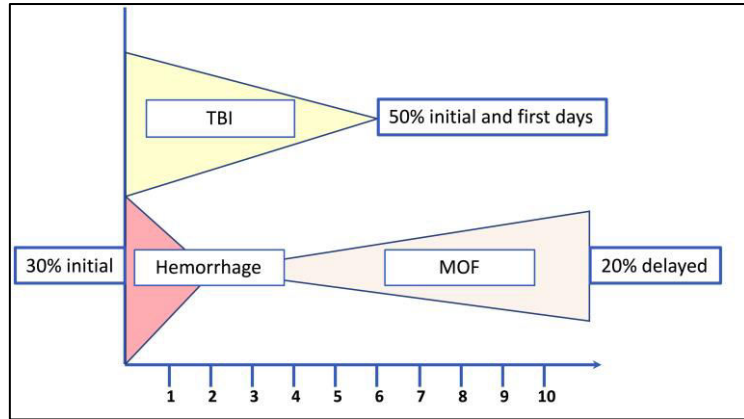 TBI
50% initial and first days
30% initial
Hemorrhage
MOF
20% delayed
1 2 3 4 5 6 7 8 9 10